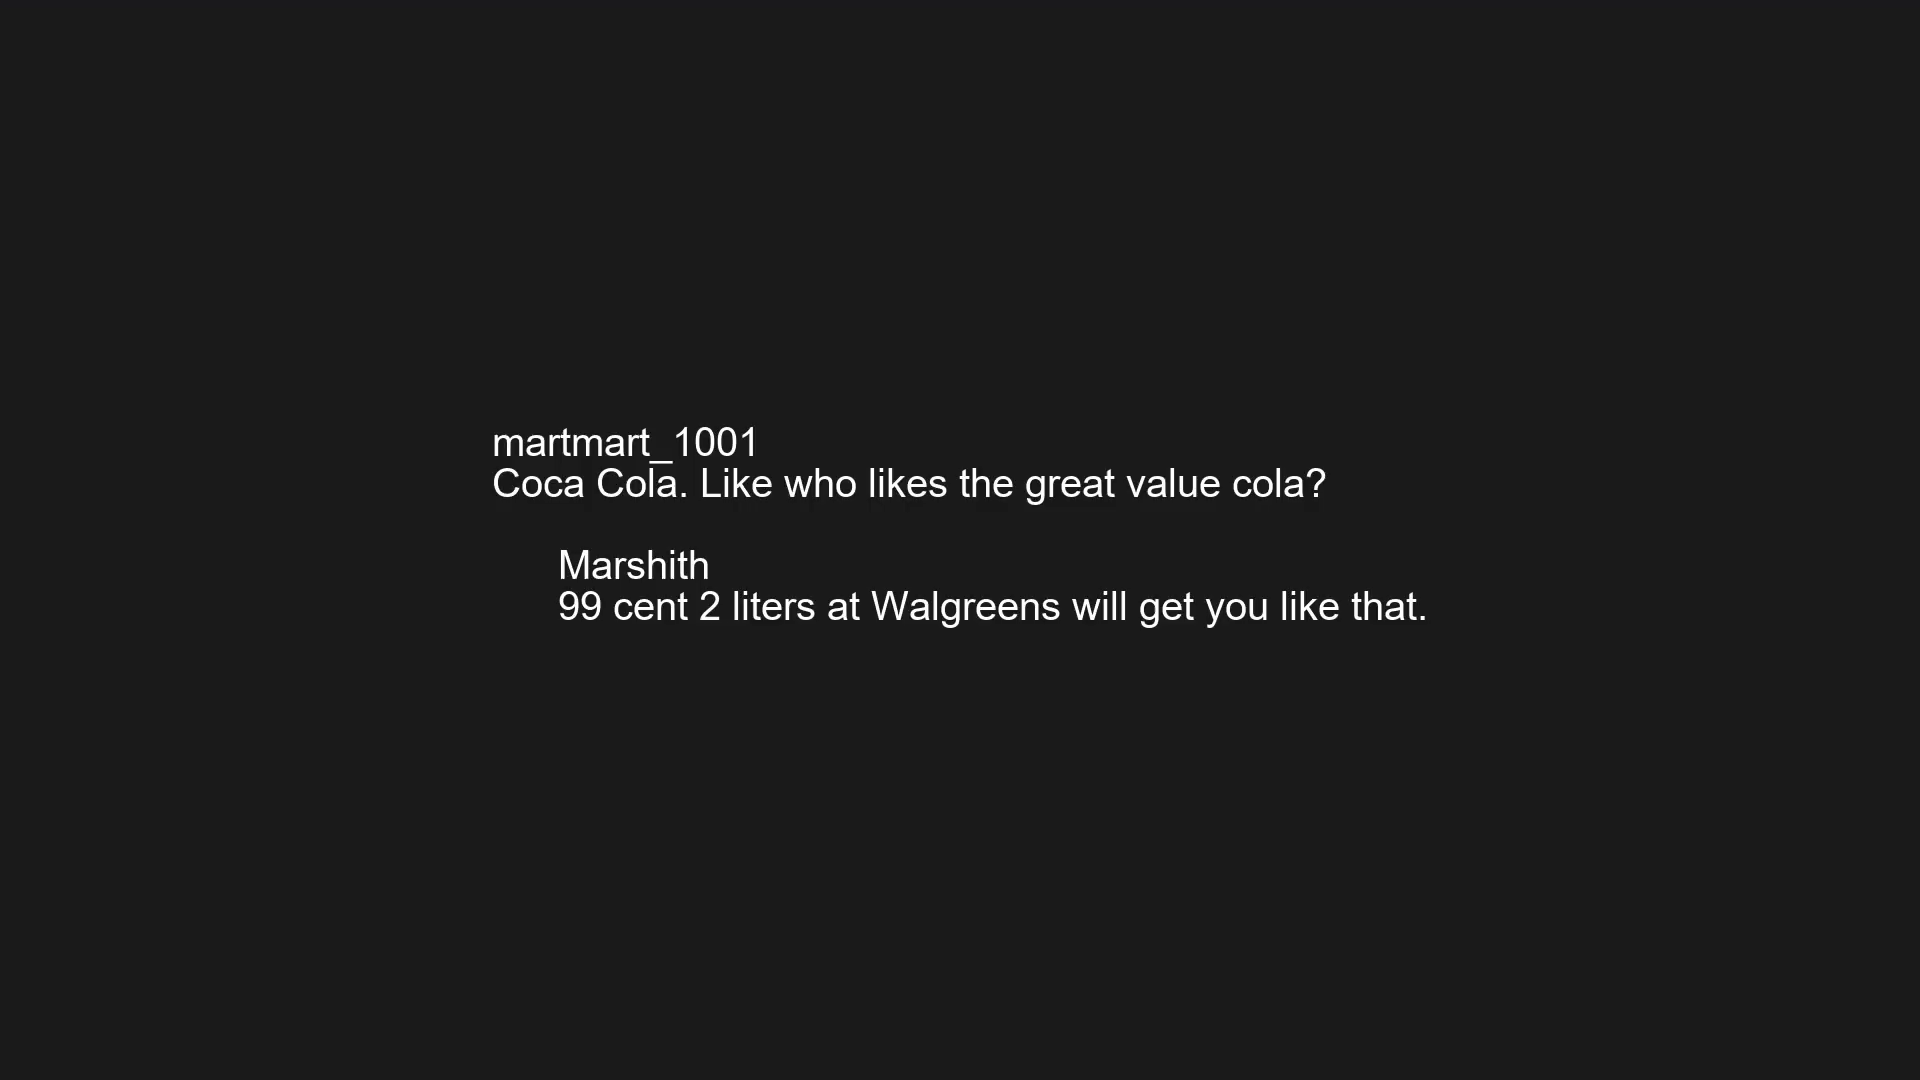 martmart_1001
Coca Cola. Like who likes the great value cola?
Marshith
99 cent 2 liters at Walgreens will get you like that.